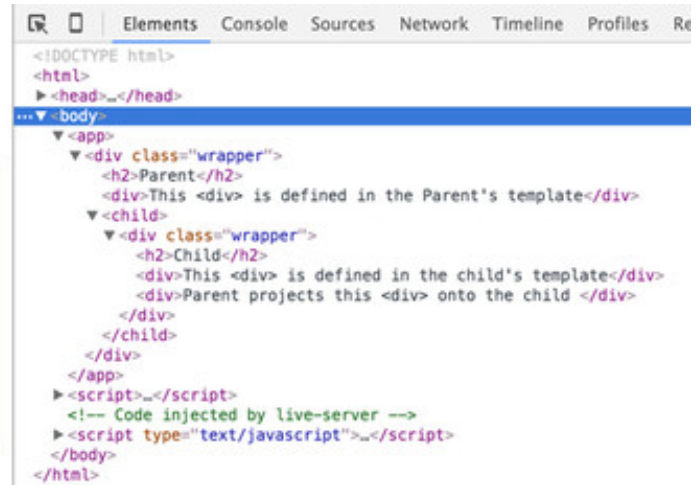 Elements Console Sources Network Timeline Profiles Re
<!DOCTYPE html>
<html>
▶<head>…</head>
…▼<body>
▼<app>
▼<div class="wrapper">
<h2>Parent</h2>
<div>This <div> is defined in the Parent's template</div>
▼<child>
▼<div class="wrapper">
<h2>Child</h2>
<div>This <div> is defined in the child's template</div>
<div>Parent projects this <div> onto the child </div>
</div>
</child>
</div>
</app>
▶<script>…</script>
<!-- Code injected by live-server -->
▶<script type="text/javascript">…</script>
</body>
</html>